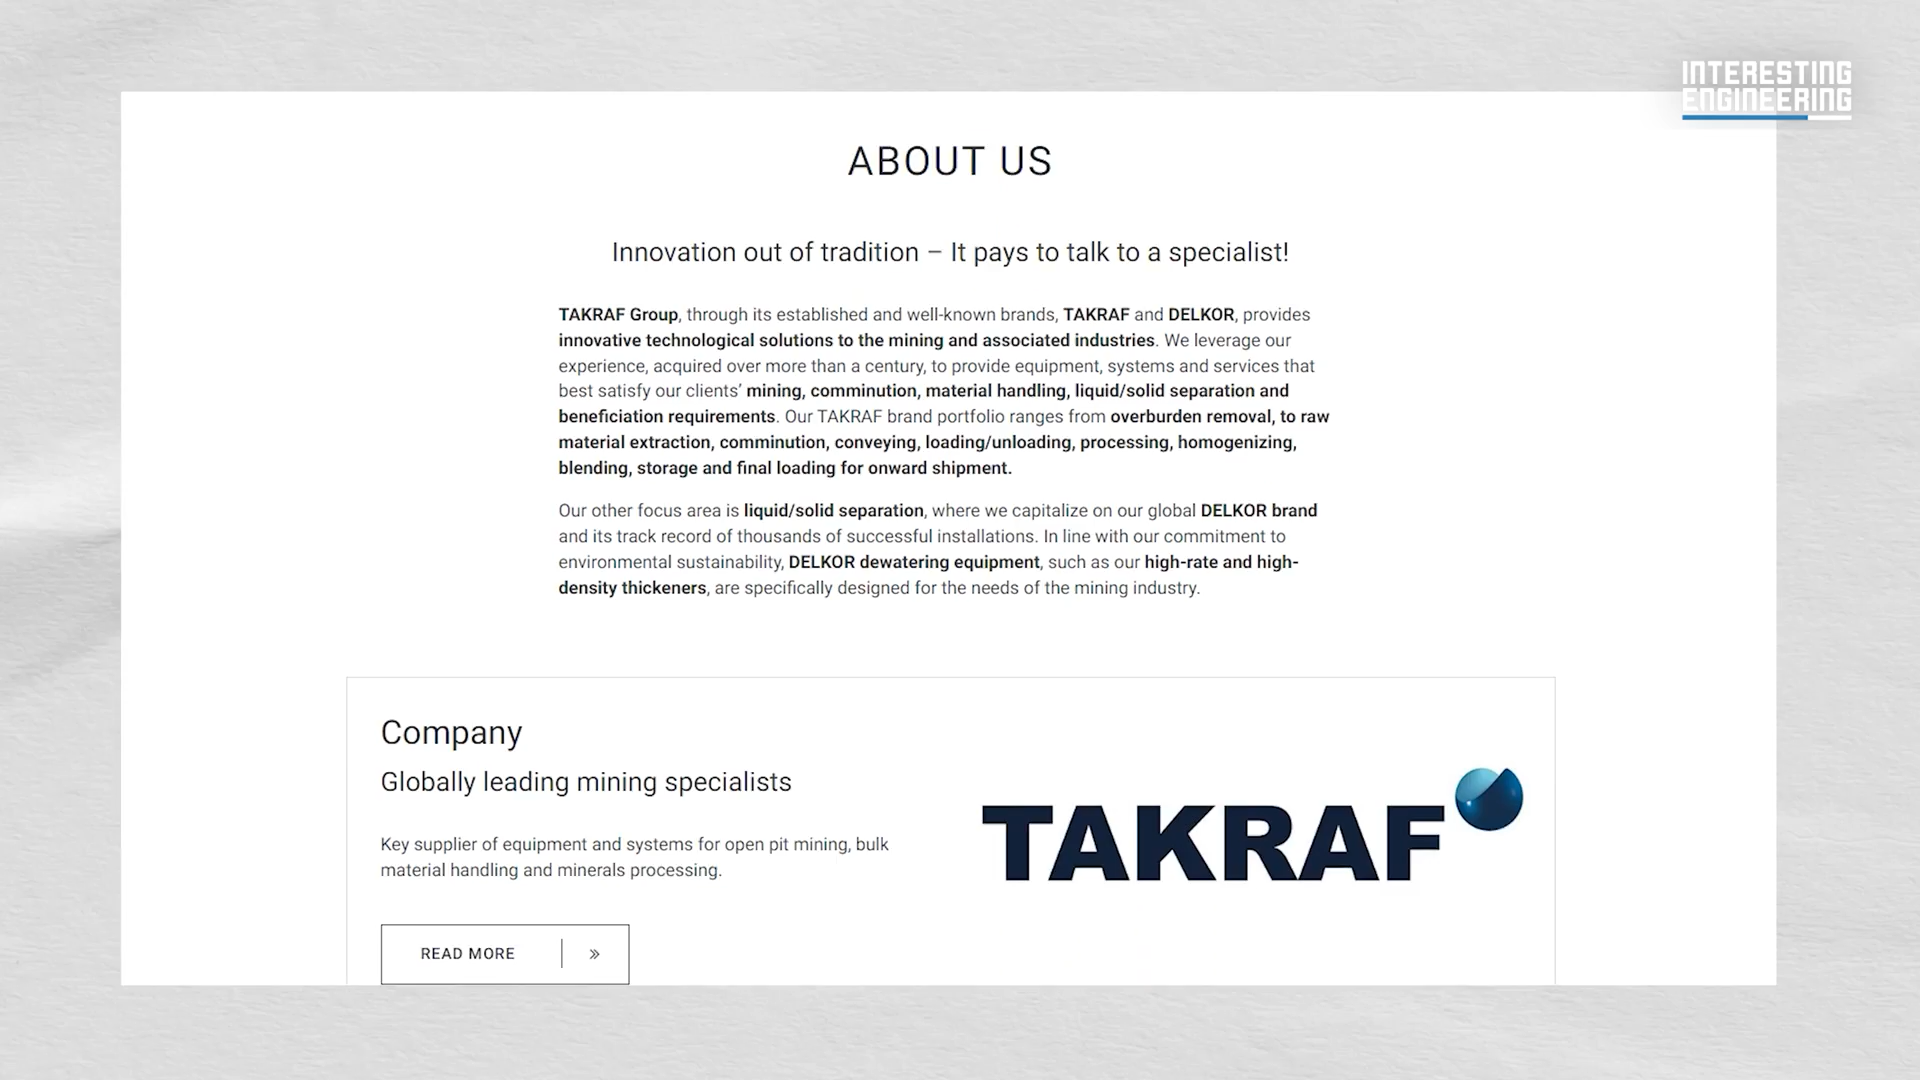 INTERESTING
ENGINEERING
ABOUT US
Innovation out of tradition – It pays to talk to a specialist!
TAKRAF Group, through its established and well-known brands, TAKRAF and DELKOR, provides
innovative technological solutions to the mining and associated industries. We leverage our
experience, acquired over more than a century, to provide equipment, systems and services that
best satisfy our clients’ mining, comminution, material handling, liquid/solid separation and
beneficiation requirements. Our TAKRAF brand portfolio ranges from overburden removal, to raw
material extraction, comminution, conveying, loading/unloading, processing, homogenizing,
blending, storage and final loading for onward shipment.
Our other focus area is liquid/solid separation, where we capitalize on our global DELKOR brand
and its track record of thousands of successful installations. In line with our commitment to
environmental sustainability, DELKOR dewatering equipment, such as our high-rate and high-
density thickeners, are specifically designed for the needs of the mining industry.
Company
Globally leading mining specialists
Key supplier of equipment and systems for open pit mining, bulk
material handling and minerals processing.
READ MORE »
TAKRAF